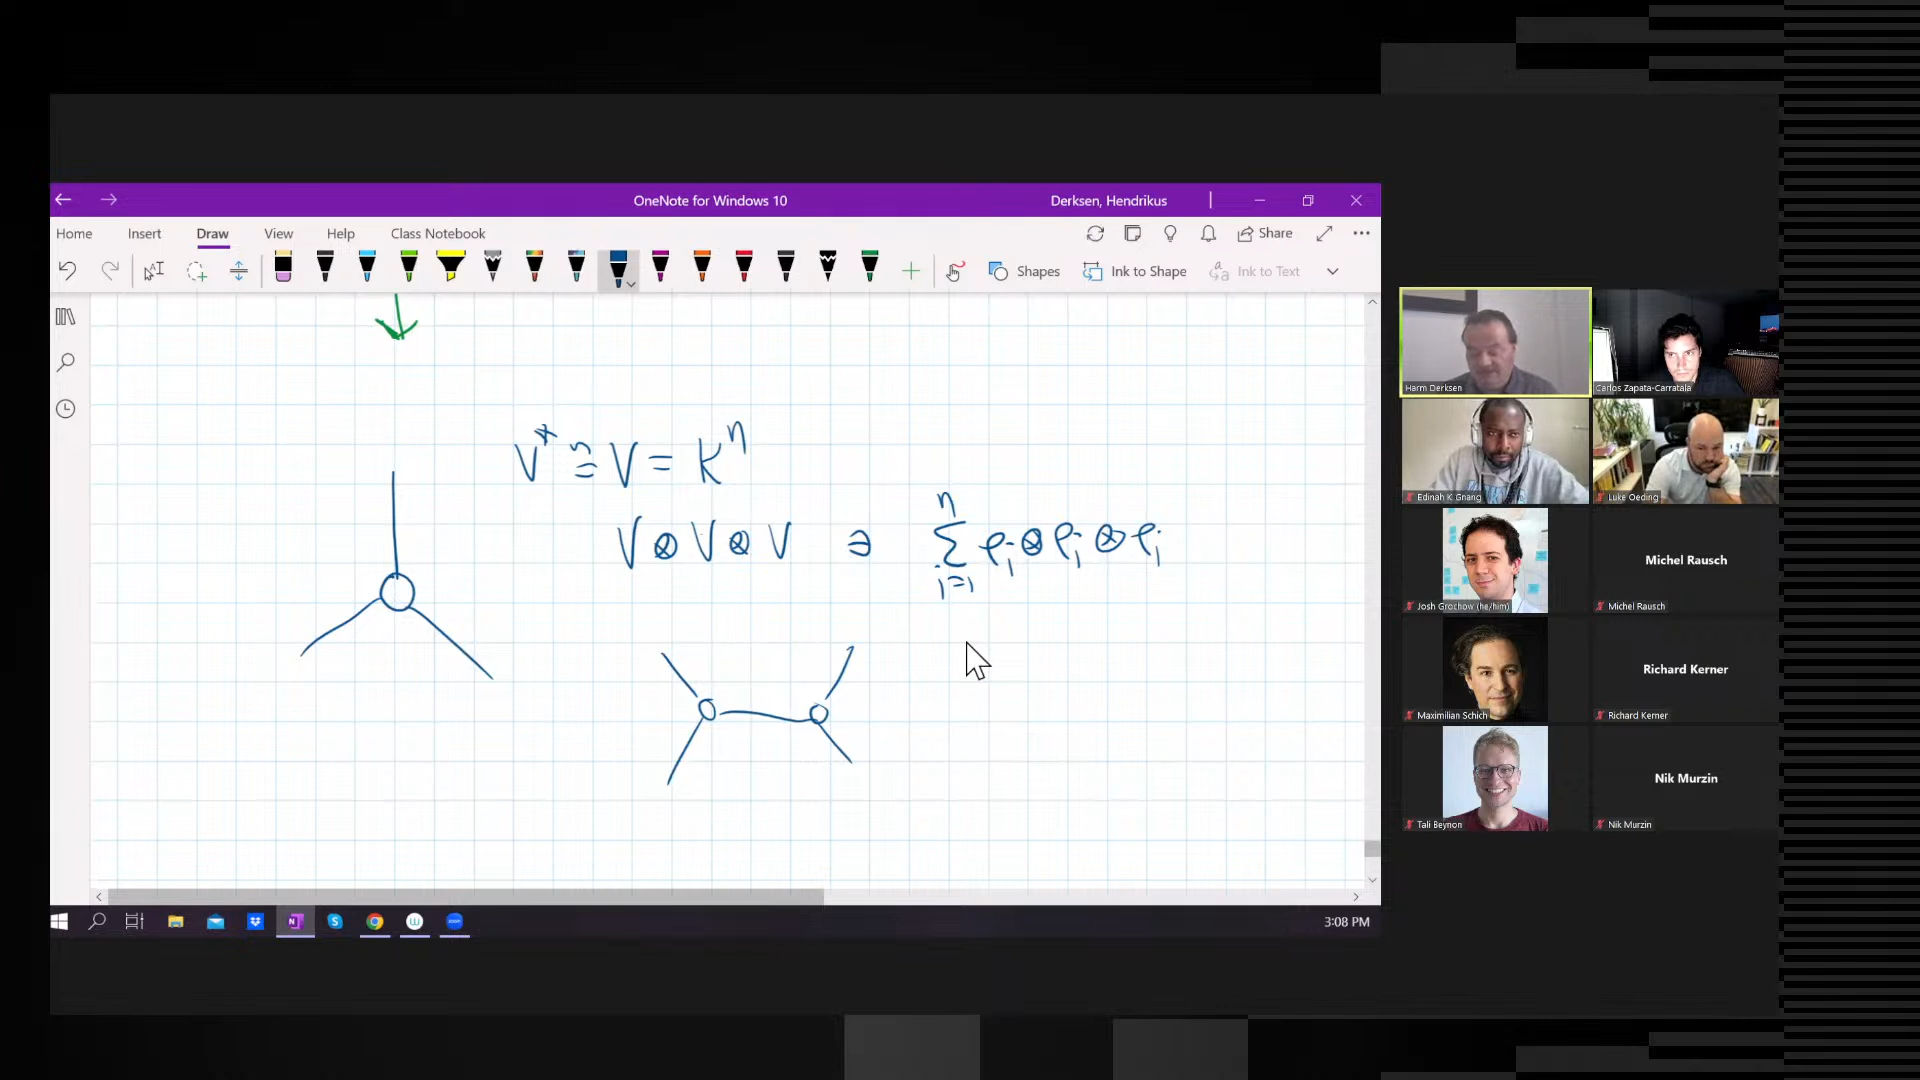 OneNote for Windows 10
Derksen, Hendrikus
Home Insert Draw View Help Class Notebook
Share
Shapes Ink to Shape Ink to Text
V* ≅ V = K^n
V ⊗ V ⊗ V ∋ ∑_{i=1}^{n} e_i ⊗ e_i ⊗ e_i
3:08 PM
Harm Derksen
Carlos Zapata-Carratala
Edinah K Gnang
Luke Oeding
Josh Grochow (he/him)
Michel Rausch
Michel Rausch
Maximilian Schich
Richard Kerner
Richard Kerner
Tali Beynon
Nik Murzin
Nik Murzin